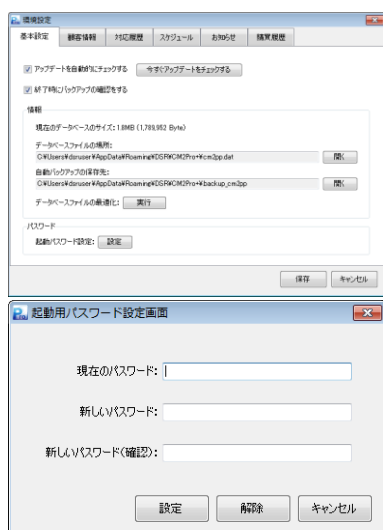 環境設定
基本設定 顧客情報 対応履歴 スケジュール お知らせ 購買履歴
アップデートを自動的にチェックする 今すぐアップデートをチェックする
終了時にバックアップの確認をする
情報
現在のデータベースのサイズ: 1.8MB (1,789,952 Byte)
データベースファイルの場所:
C:¥Users¥dsruser¥AppData¥Roaming¥DSR¥CM2Pro+¥cm2pp.dat 開く
自動バックアップの保存先:
C:¥Users¥dsruser¥AppData¥Roaming¥DSR¥CM2Pro+¥backup_cm2pp 開く
データベースファイルの最適化: 実行
パスワード
起動パスワード設定: 設定
保存 キャンセル
起動用パスワード設定画面
現在のパスワード:
新しいパスワード:
新しいパスワード(確認):
設定 解除 キャンセル